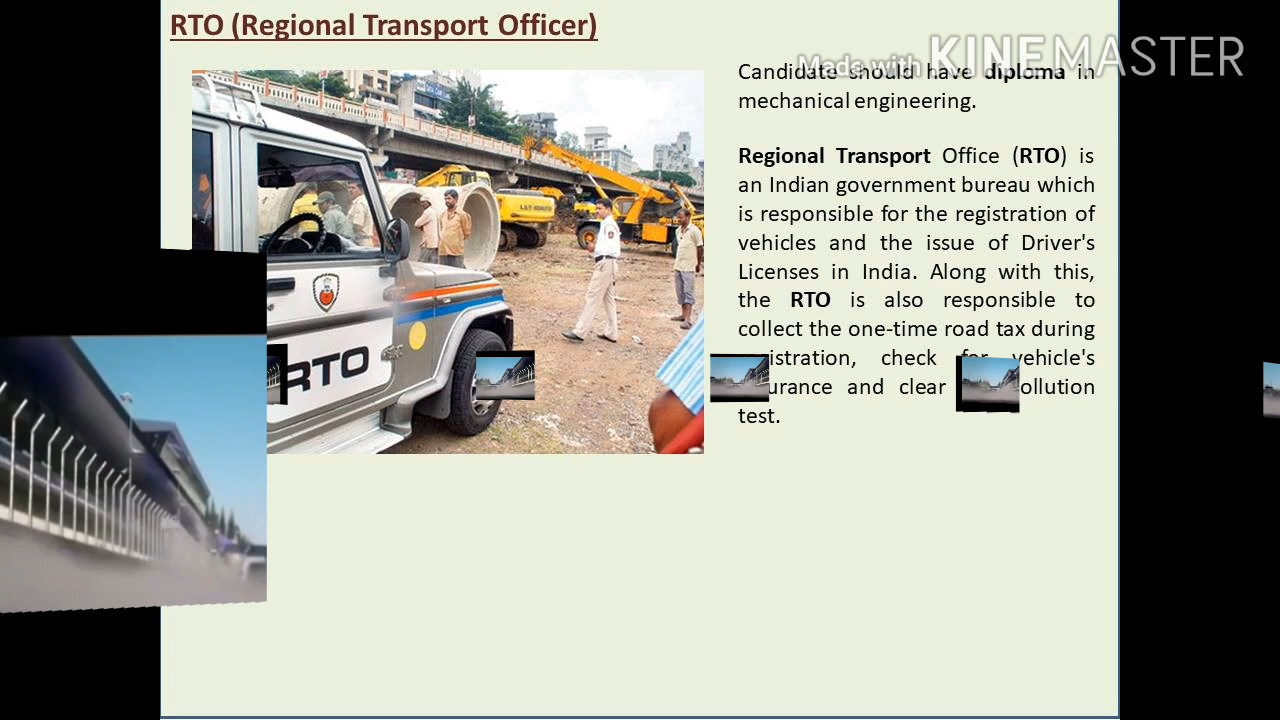 RTO (Regional Transport Officer)
Made with KINEMASTER
Candidate should have diploma in
mechanical engineering.
Regional Transport Office (RTO) is
an Indian government bureau which
is responsible for the registration of
vehicles and the issue of Driver's
Licenses in India. Along with this,
the RTO is also responsible to
collect the one-time road tax during
check for vehicle's
and clear
test.
RTO